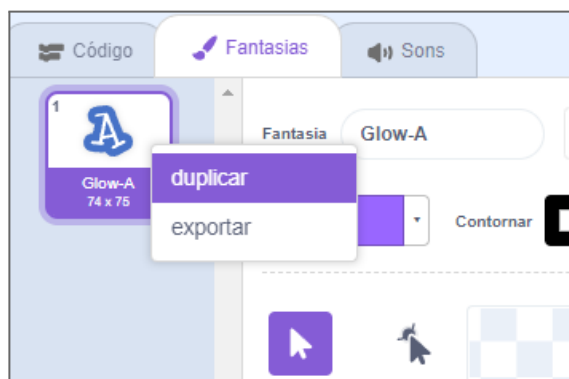 Código
Fantasias
Sons
1
A
Glow-A
74 x 75
duplicar
exportar
Fantasia
Glow-A
Contornar